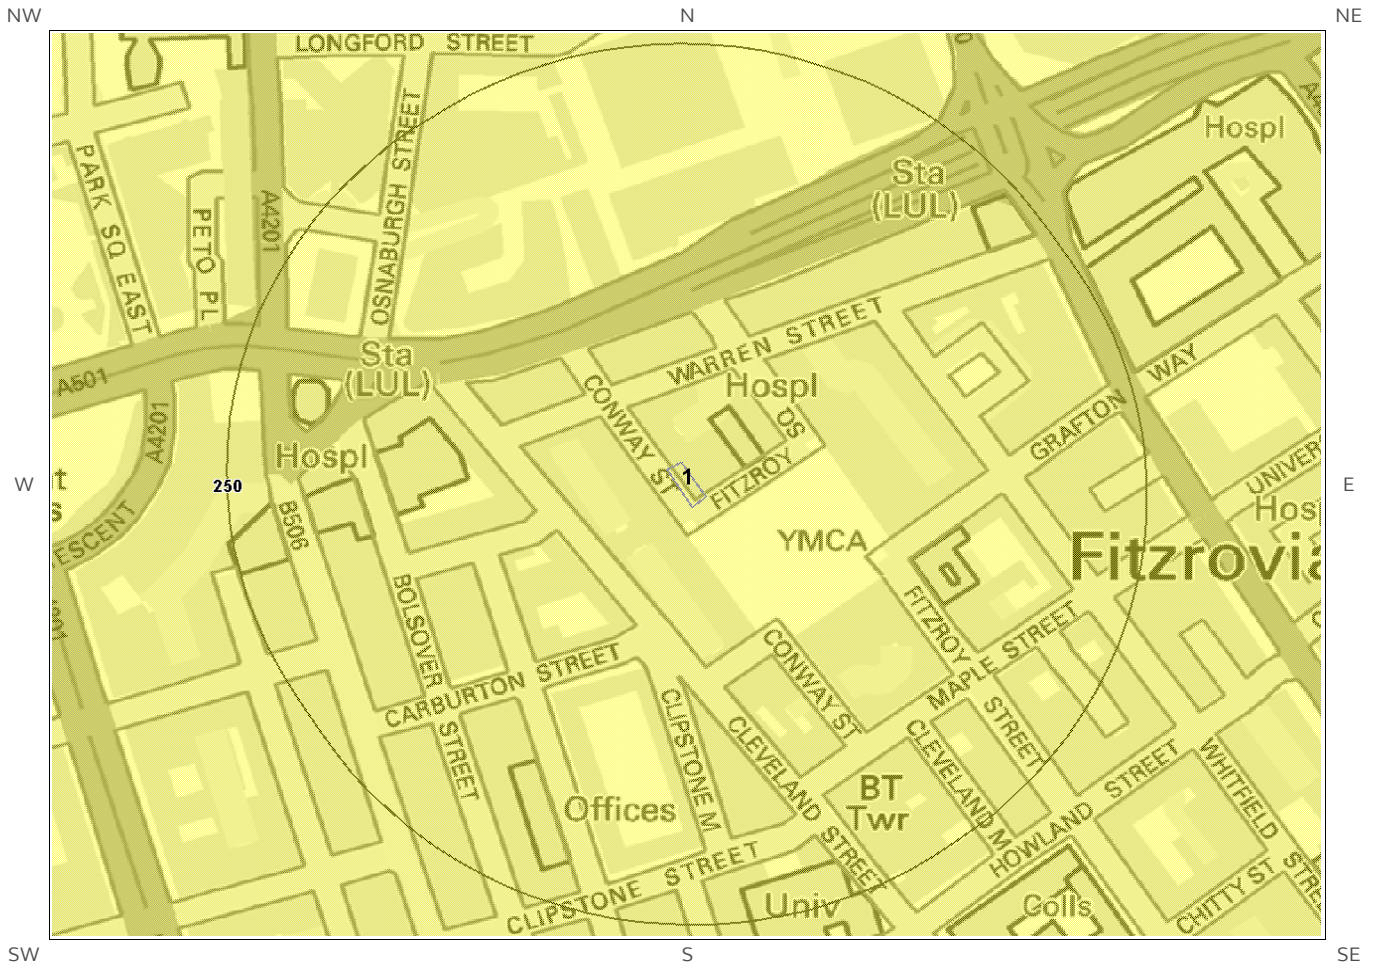 NW
N
NE
LONGFORD STREET
Hospl
PARK SQ EAST
PETO PL
A4201
OSNABURGH STREET
Sta
(LUL)
WARREN STREET
Sta
(LUL)
A501
WAY
Hospl
CONWAY ST
GRAFTON
A4201
Hospl
W
250
1
FITZROY
E
B506
YMCA
Fitzrovia
BOLSOVER
STREET
FITZROY
STREET
MAPLE STREET
CONWAY ST
CARBURTON STREET
CLIPSTONE M
CLEVELAND STREET
CLEVELAND M
HOWLAND STREET
WHITFIELD
BT
Twr
Offices
CLIPSTONE STREET
CHITTY ST
Univ
Colls
SW
S
SE